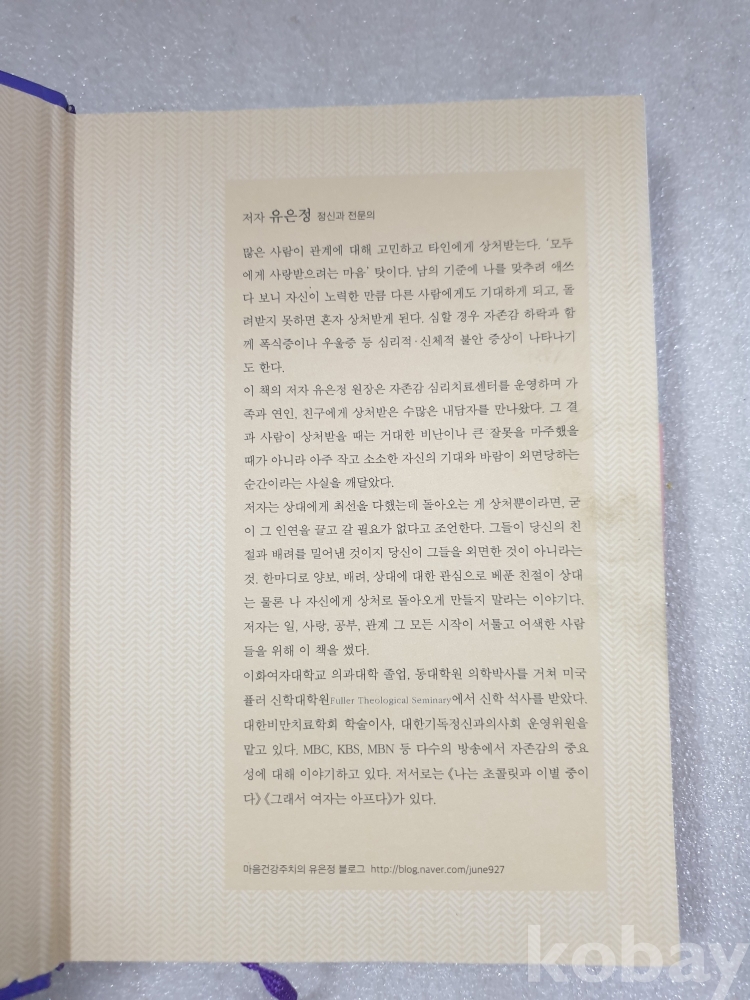 저자 유은정 정신과 전문의
많은 사람이 관계에 대해 고민하고 타인에게 상처받는다. '모두
에게 사랑받으려는 마음' 탓이다. 남의 기준에 나를 맞추려 애쓰
다 보니 자신이 노력한 만큼 다른 사람에게도 기대하게 되고, 돌
려받지 못하면 혼자 상처받게 된다. 심할 경우 자존감 하락과 함
께 폭식증이나 우울증 등 심리적·신체적 불안 증상이 나타나기
도 한다.
이 책의 저자 유은정 원장은 자존감 심리치료센터를 운영하며 가
족과 연인, 친구에게 상처받은 수많은 내담자를 만나왔다. 그 결
과 사람이 상처받을 때는 거대한 비난이나 큰 잘못을 마주했을
때가 아니라 아주 작고 소소한 자신의 기대와 바람이 외면당하는
순간이라는 사실을 깨달았다.
저자는 상대에게 최선을 다했는데 돌아오는 게 상처뿐이라면, 굳
이 그 인연을 끌고 갈 필요가 없다고 조언한다. 그들이 당신의 친
절과 배려를 밀어낸 것이지 당신이 그들을 외면한 것이 아니라는
것. 한마디로 양보, 배려, 상대에 대한 관심으로 베푼 친절이 상대
는 물론 나 자신에게 상처로 돌아오게 만들지 말라는 이야기다.
저자는 일, 사랑, 공부, 관계 그 모든 시작이 서툴고 어색한 사람
들을 위해 이 책을 썼다.
이화여자대학교 의과대학 졸업, 동대학원 의학박사를 거쳐 미국
풀러 신학대학원Fuller Theological Seminary에서 신학 석사를 받았다.
대한비만치료학회 학술이사, 대한기독정신과의사회 운영위원을
맡고 있다. MBC, KBS, MBN 등 다수의 방송에서 자존감의 중요
성에 대해 이야기하고 있다. 저서로는 《나는 초콜릿과 이별 중이
다》《그래서 여자는 아프다》가 있다.
마음건강주치의 유은정 블로그 http://blog.naver.com/june927
kobay